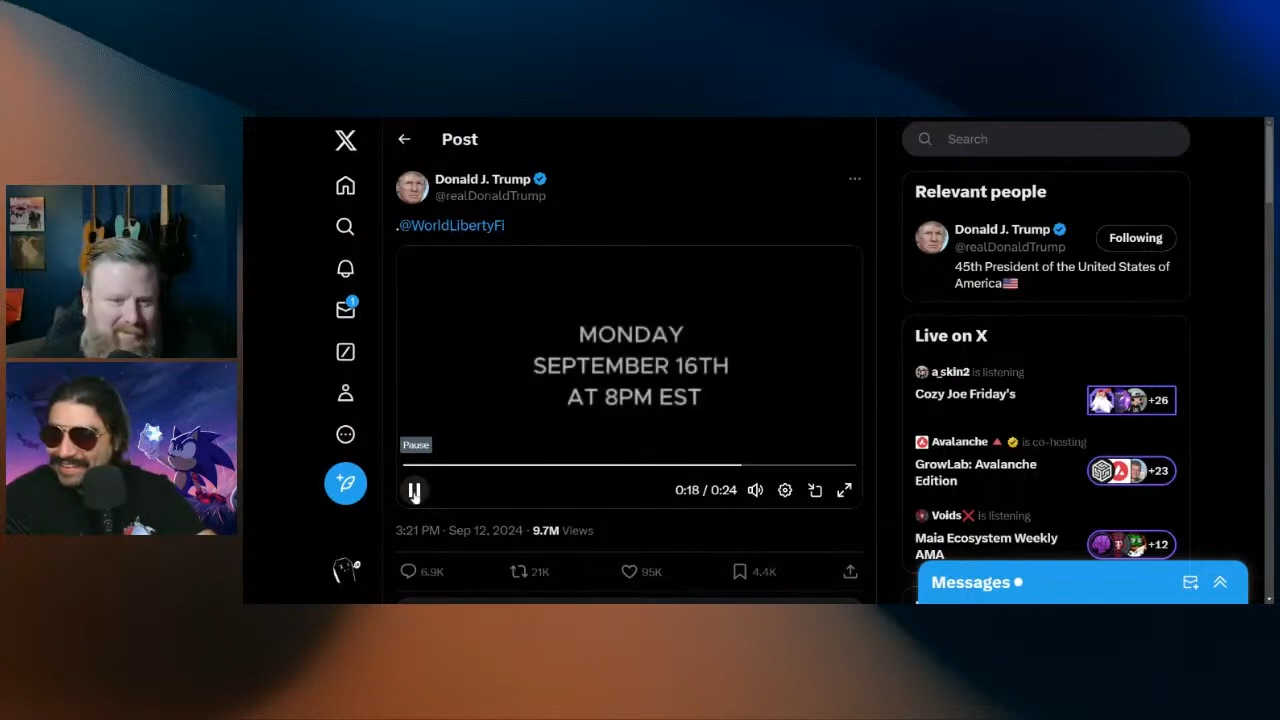 Post
Search
Donald J. Trump
@realDonaldTrump
.@WorldLibertyFi
MONDAY
SEPTEMBER 16TH
AT 8PM EST
Pause
0:18 / 0:24
3:21 PM · Sep 12, 2024 · 9.7M Views
6.9K 21K 95K 4.4K
Relevant people
Donald J. Trump
@realDonaldTrump
Following
45th President of the United States of
America
Live on X
a_skin2 is listening
Cozy Joe Friday's
+26
Avalanche is co-hosting
GrowLab: Avalanche
Edition
+23
Voids is listening
Maia Ecosystem Weekly
AMA
+12
Messages
1